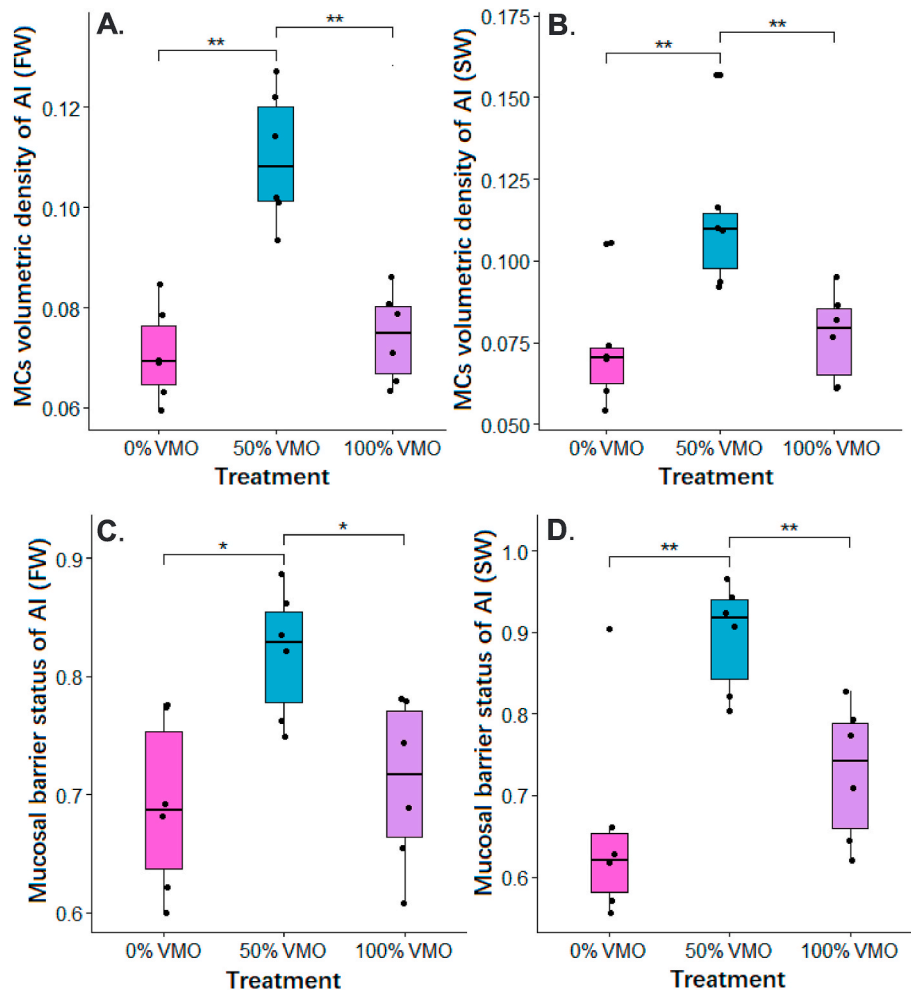 A.
MCs volumetric density of AI (FW)
0.12
0.10
0.08
0.06
**
**
0% VMO 50% VMO 100% VMO
Treatment
B.
MCs volumetric density of AI (SW)
0.175
0.150
0.125
0.100
0.075
0.050
**
**
0% VMO 50% VMO 100% VMO
Treatment
C.
Mucosal barrier status of AI (FW)
0.9
0.8
0.7
0.6
*
*
0% VMO 50% VMO 100% VMO
Treatment
D.
Mucosal barrier status of AI (SW)
1.0
0.9
0.8
0.7
0.6
**
**
0% VMO 50% VMO 100% VMO
Treatment